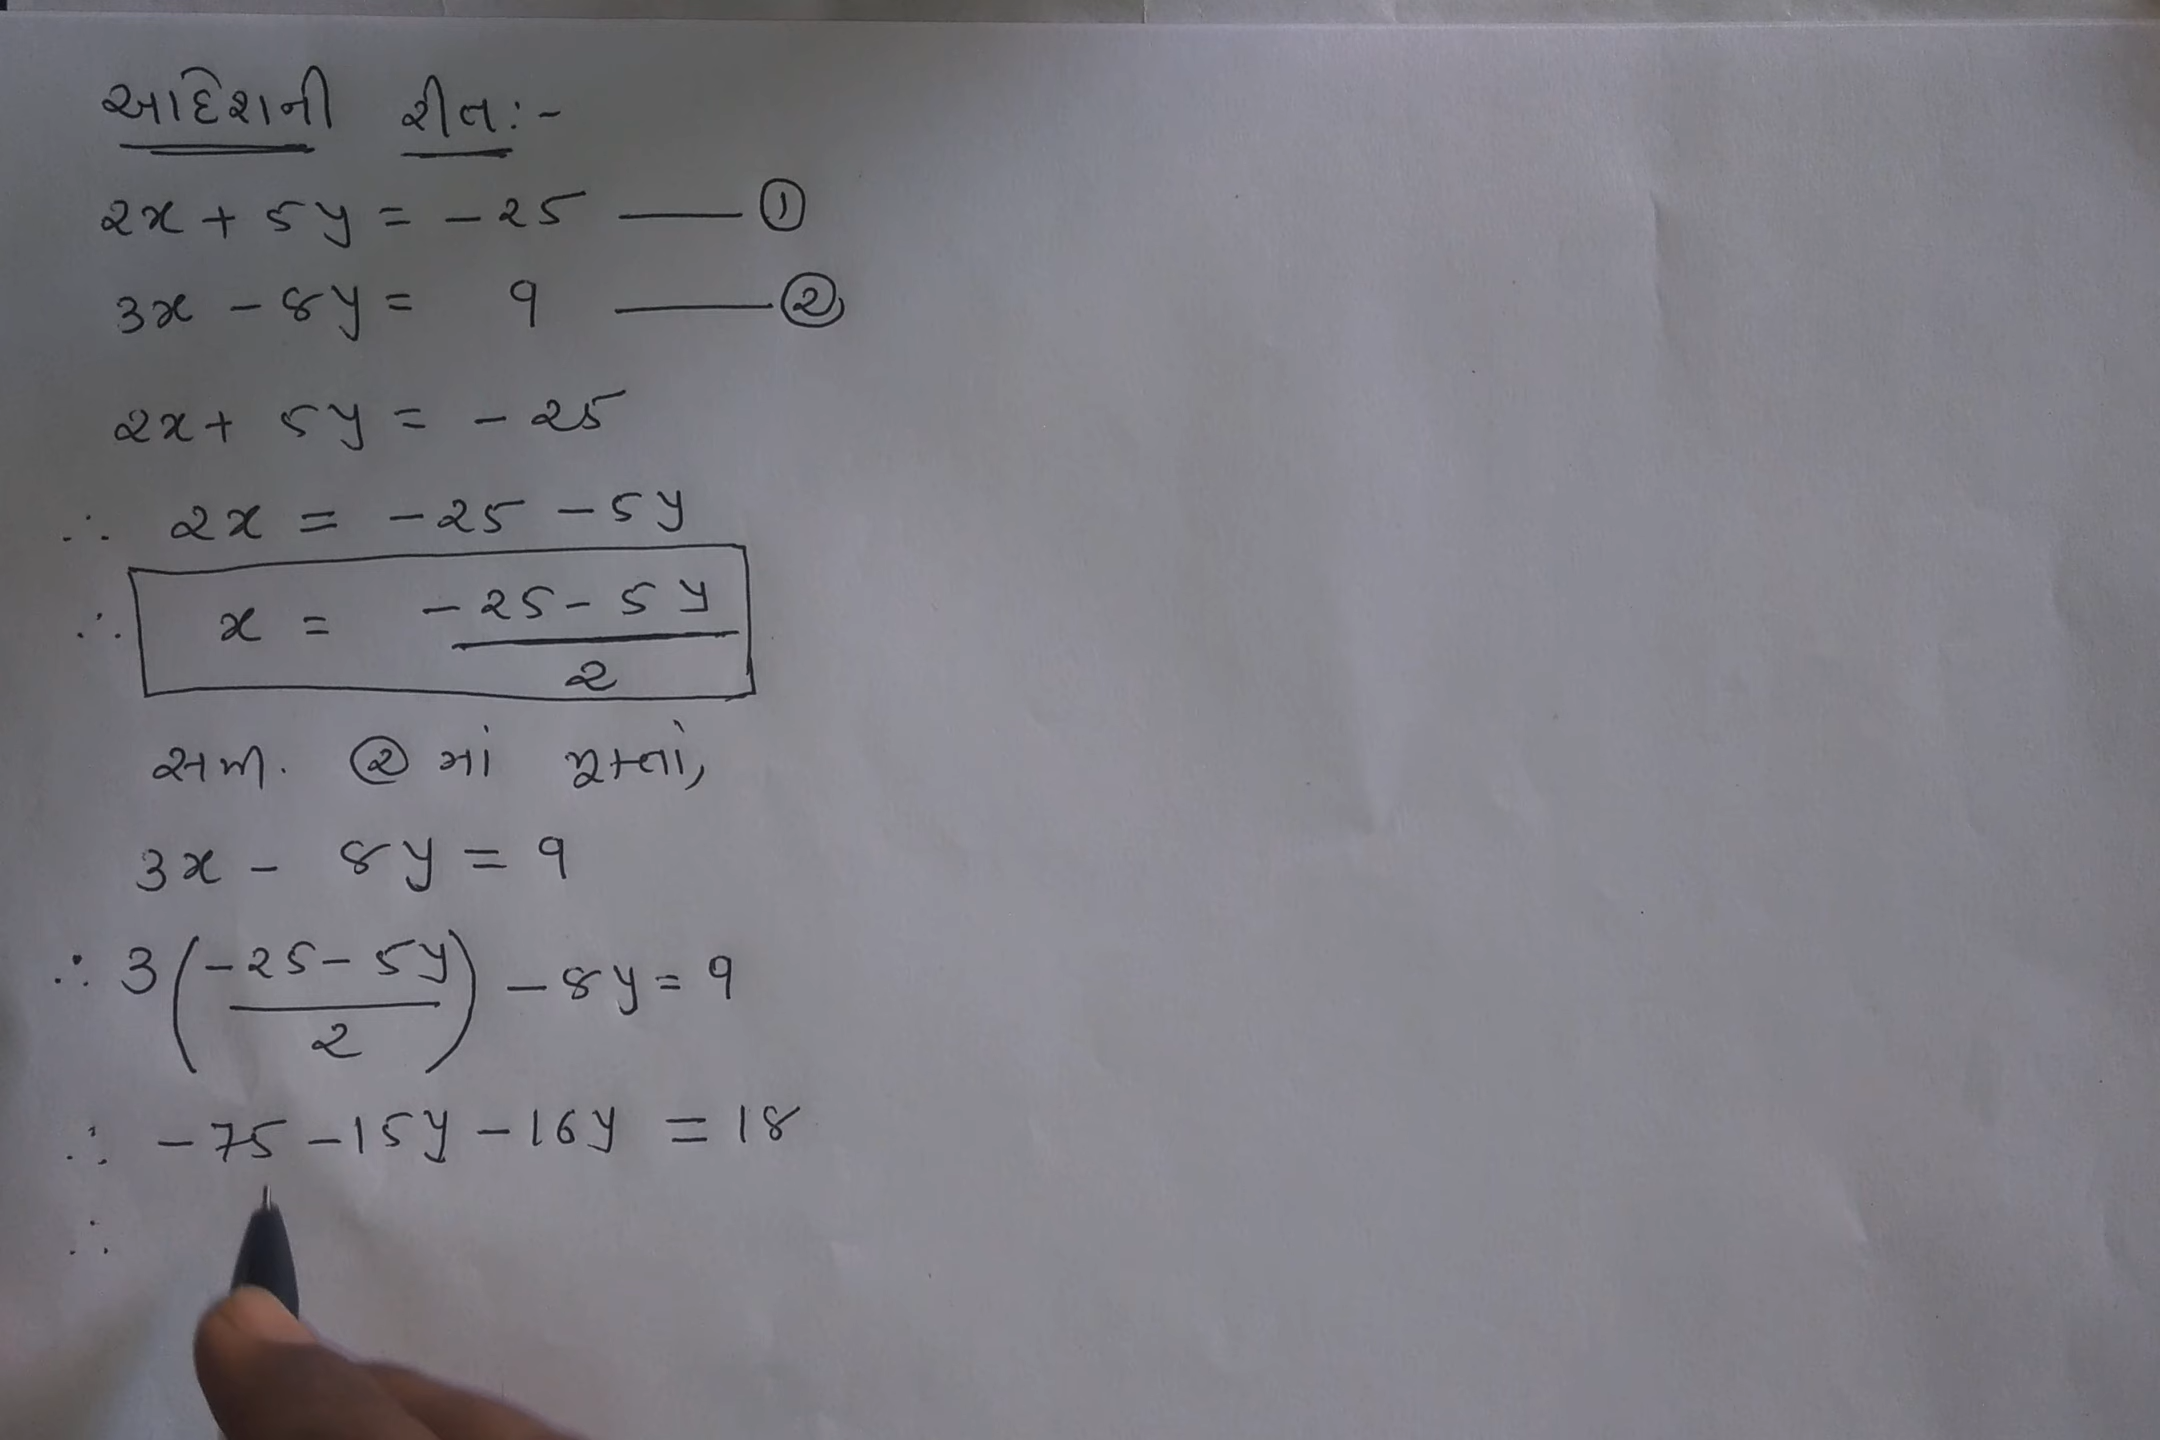 આદેશની રીત :-
2x + 5y = -25 —— ①
3x - 8y = 9 —— ②
2x + 5y = -25
∴ 2x = -25 - 5y
∴ x = (-25 - 5y)/2
સમી. ② માં મૂકતાં,
3x - 8y = 9
∴ 3((-25 - 5y)/2) - 8y = 9
∴ -75 - 15y - 16y = 18
∴